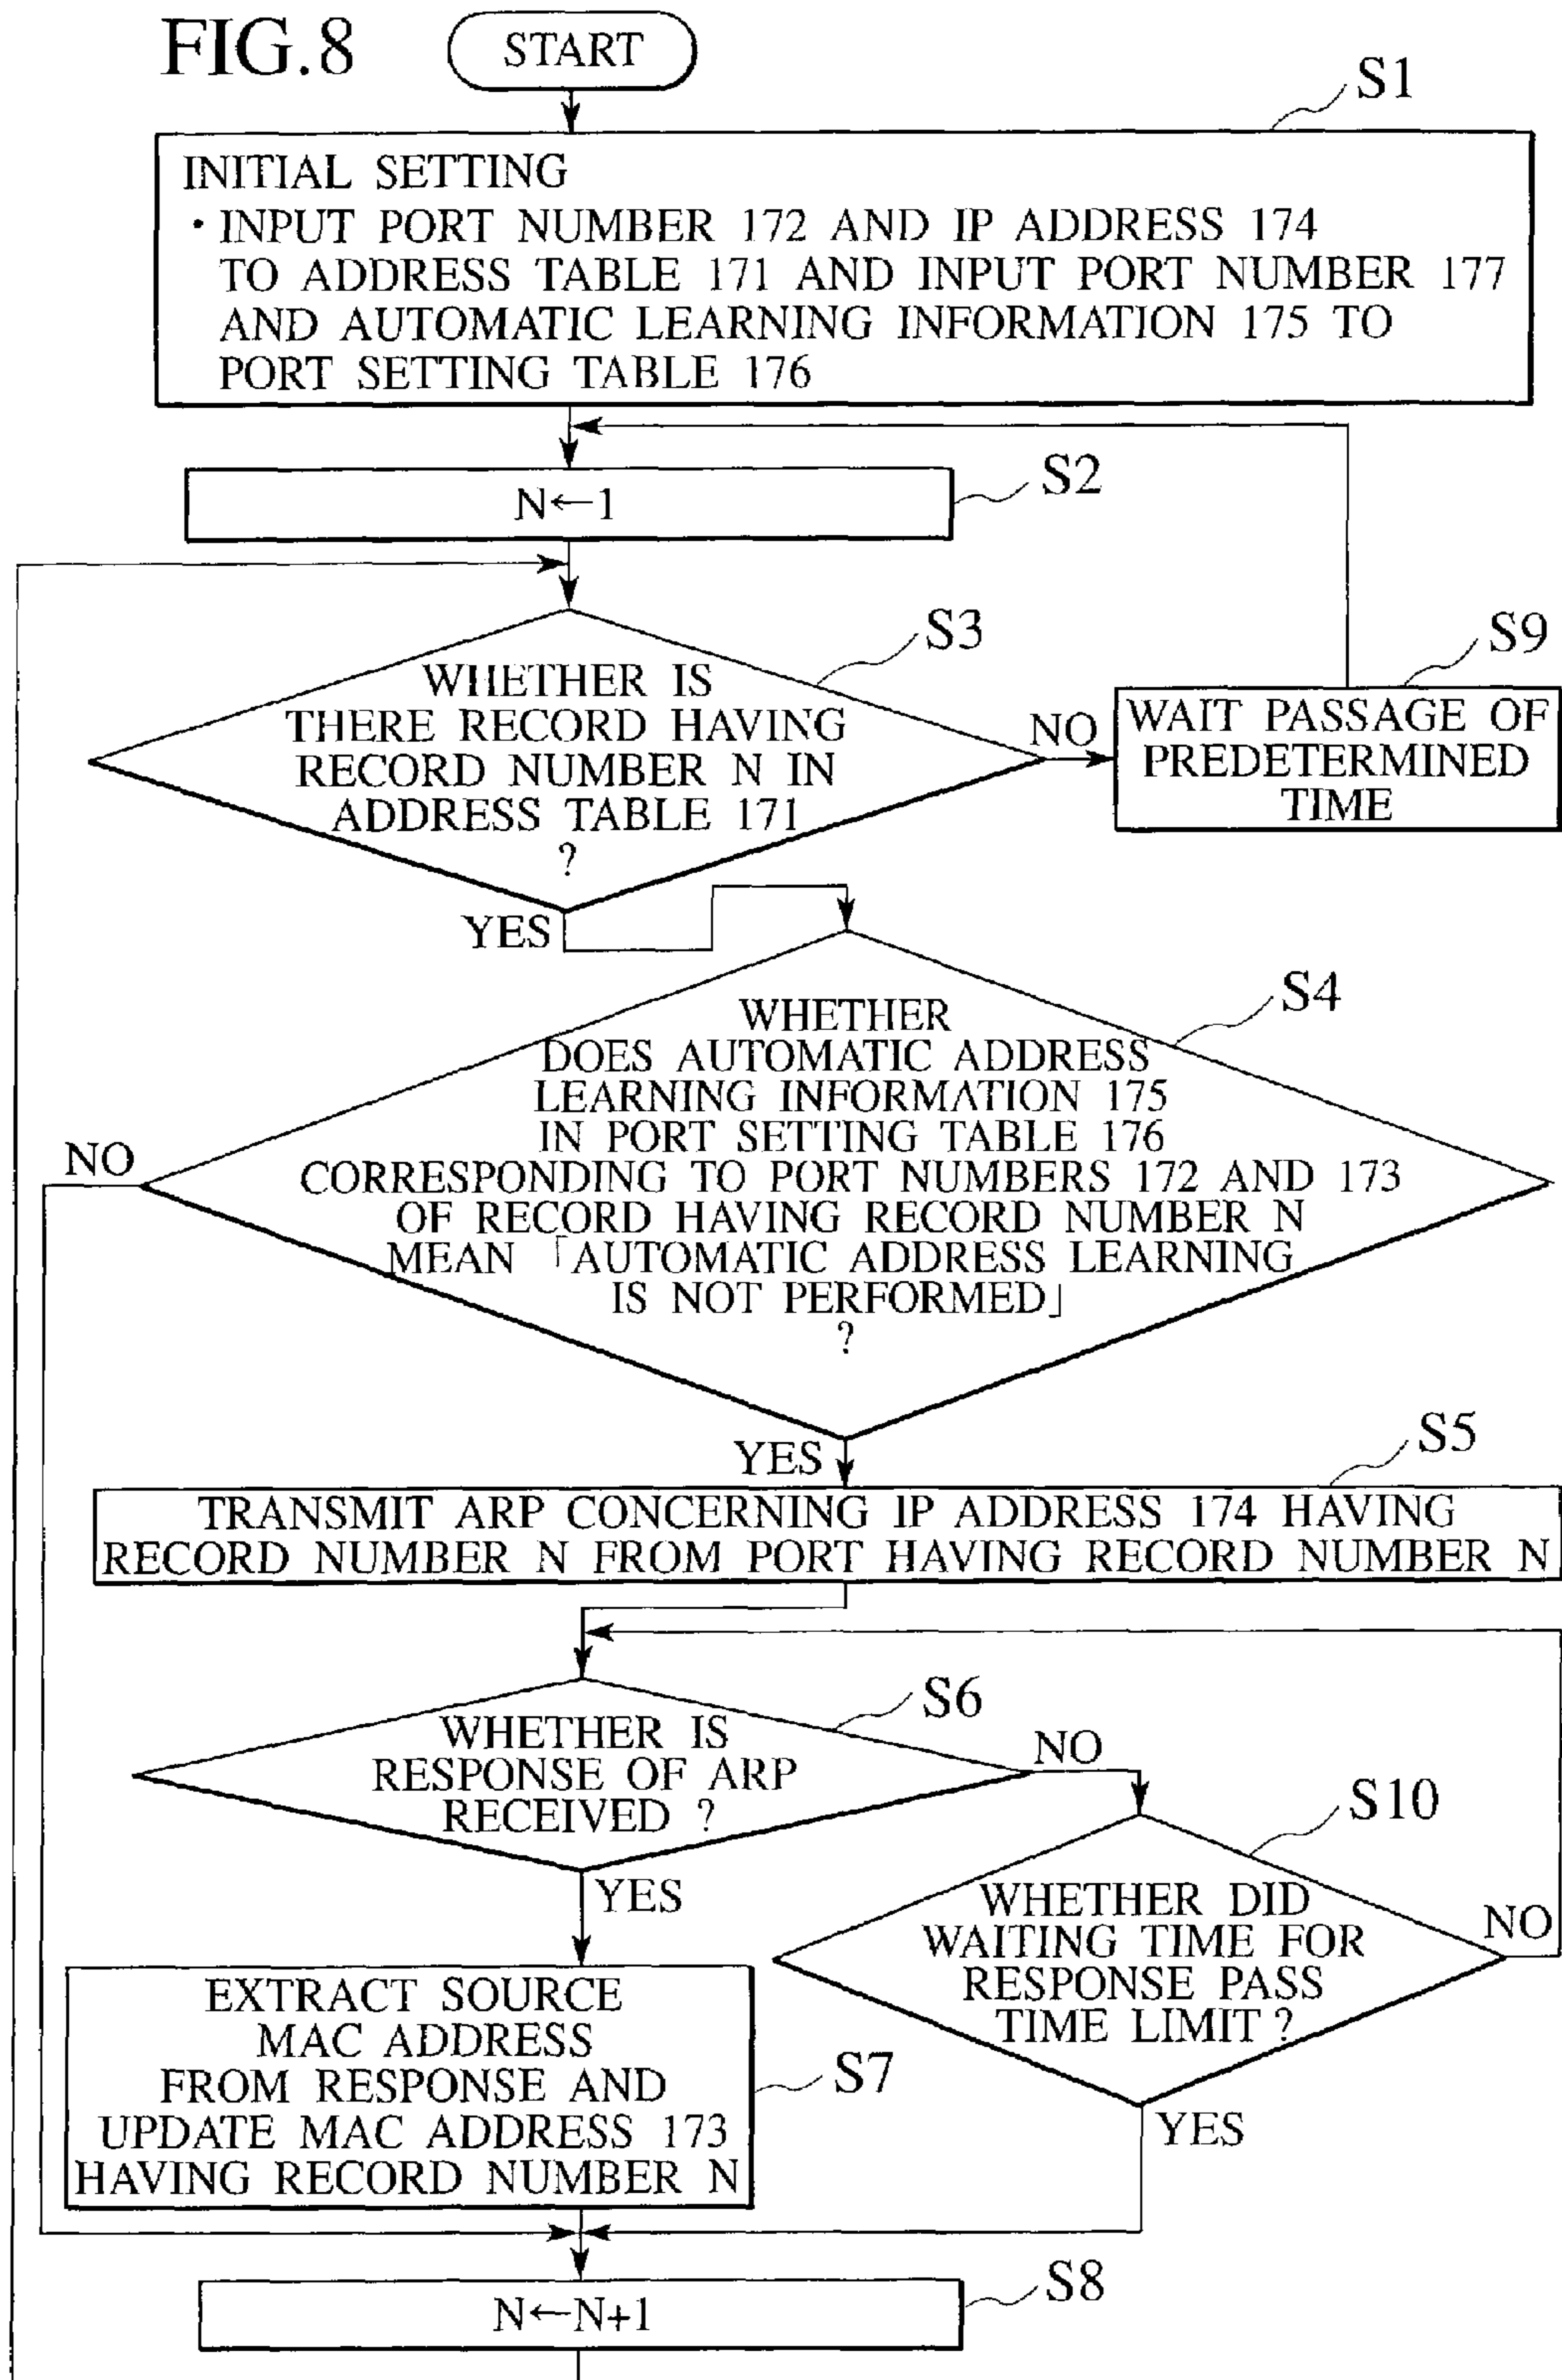 FIG.8
START
S1
INITIAL SETTING
・INPUT PORT NUMBER 172 AND IP ADDRESS 174
TO ADDRESS TABLE 171 AND INPUT PORT NUMBER 177
AND AUTOMATIC LEARNING INFORMATION 175 TO
PORT SETTING TABLE 176
S2
N←1
S3
WHETHER IS
THERE RECORD HAVING
RECORD NUMBER N IN
ADDRESS TABLE 171
?
NO
S9
WAIT PASSAGE OF
PREDETERMINED
TIME
YES
S4
WHETHER
DOES AUTOMATIC ADDRESS
LEARNING INFORMATION 175
IN PORT SETTING TABLE 176
CORRESPONDING TO PORT NUMBERS 172 AND 173
OF RECORD HAVING RECORD NUMBER N
MEAN「AUTOMATIC ADDRESS LEARNING
IS NOT PERFORMED」
?
NO
YES
S5
TRANSMIT ARP CONCERNING IP ADDRESS 174 HAVING
RECORD NUMBER N FROM PORT HAVING RECORD NUMBER N
S6
WHETHER IS
RESPONSE OF ARP
RECEIVED ?
NO
YES
S10
WHETHER DID
WAITING TIME FOR
RESPONSE PASS
TIME LIMIT ?
NO
YES
EXTRACT SOURCE
MAC ADDRESS
FROM RESPONSE AND
UPDATE MAC ADDRESS 173
HAVING RECORD NUMBER N
S7
S8
N←N+1